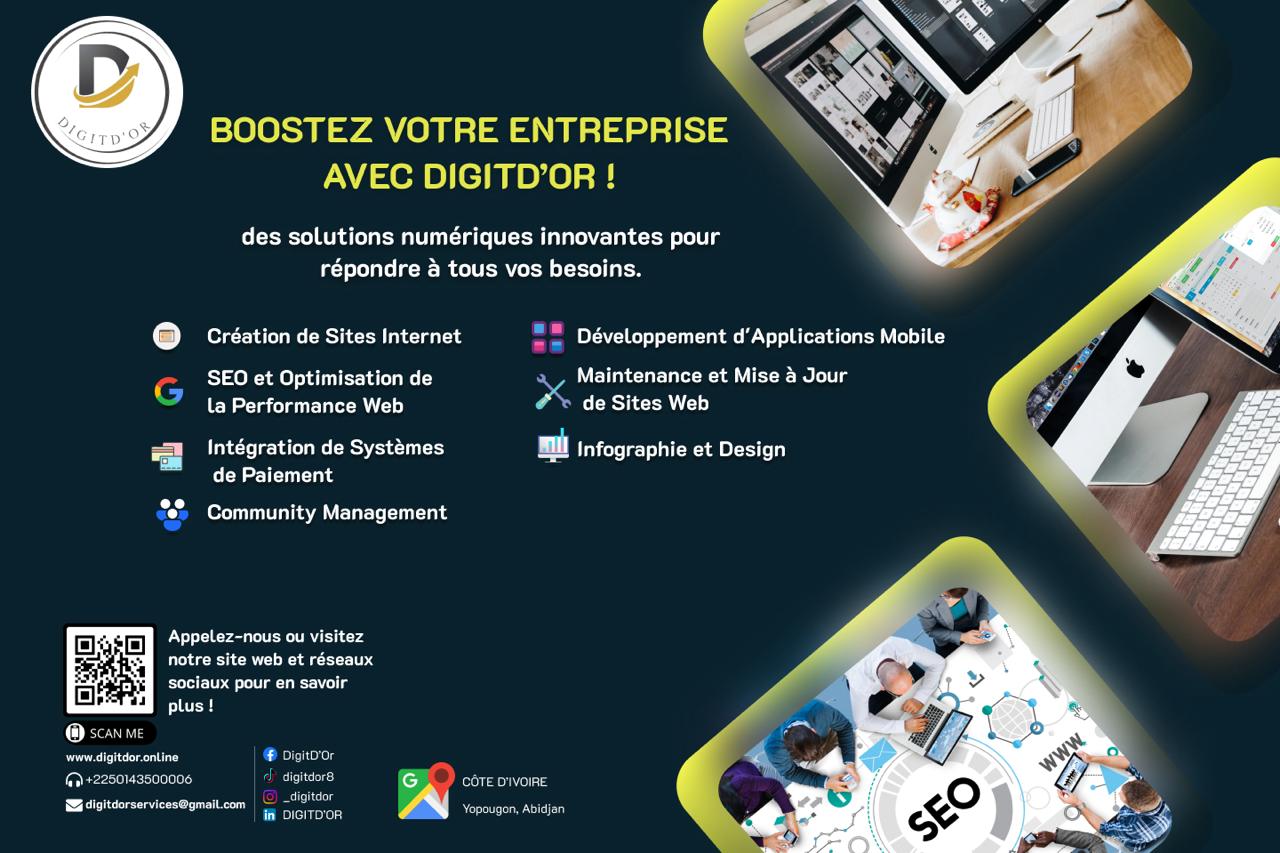 DIGITD'OR
BOOSTEZ VOTRE ENTREPRISE
AVEC DIGITD'OR !
des solutions numériques innovantes pour
répondre à tous vos besoins.
Création de Sites Internet
SEO et Optimisation de
la Performance Web
Intégration de Systèmes
de Paiement
Community Management
Développement d'Applications Mobile
Maintenance et Mise à Jour
de Sites Web
Infographie et Design
Appelez-nous ou visitez
notre site web et réseaux
sociaux pour en savoir
plus !
SCAN ME
www.digitdor.online
+2250143500006
digitdorservices@gmail.com
DigitD'Or
digitdor8
_digitdor
DIGITD'OR
CÔTE D'IVOIRE
Yopougon, Abidjan
WWW
SEO